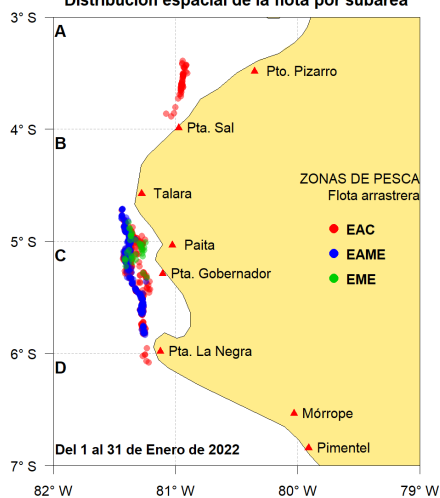 Distribución espacial de la flota por subárea
3° S
A
Pto. Pizarro
4° S
Pta. Sal
B
ZONAS DE PESCA
Flota arrastrera
Talara
EAC
5° S
Paita
C
EAME
Pta. Gobernador
EME
6° S
Pta. La Negra
D
Mórrope
Del 1 al 31 de Enero de 2022
Pimentel
7° S
82° W
81° W
80° W
79° W